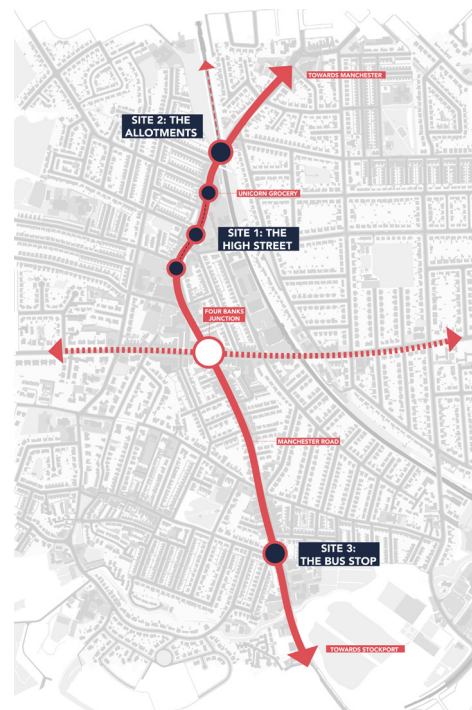 TOWARDS MANCHESTER
SITE 2: THE
ALLOTMENTS
UNICORN GROCERY
SITE 1: THE
HIGH STREET
FOUR BANKS
JUNCTION
MANCHESTER ROAD
SITE 3:
THE BUS STOP
TOWARDS STOCKPORT